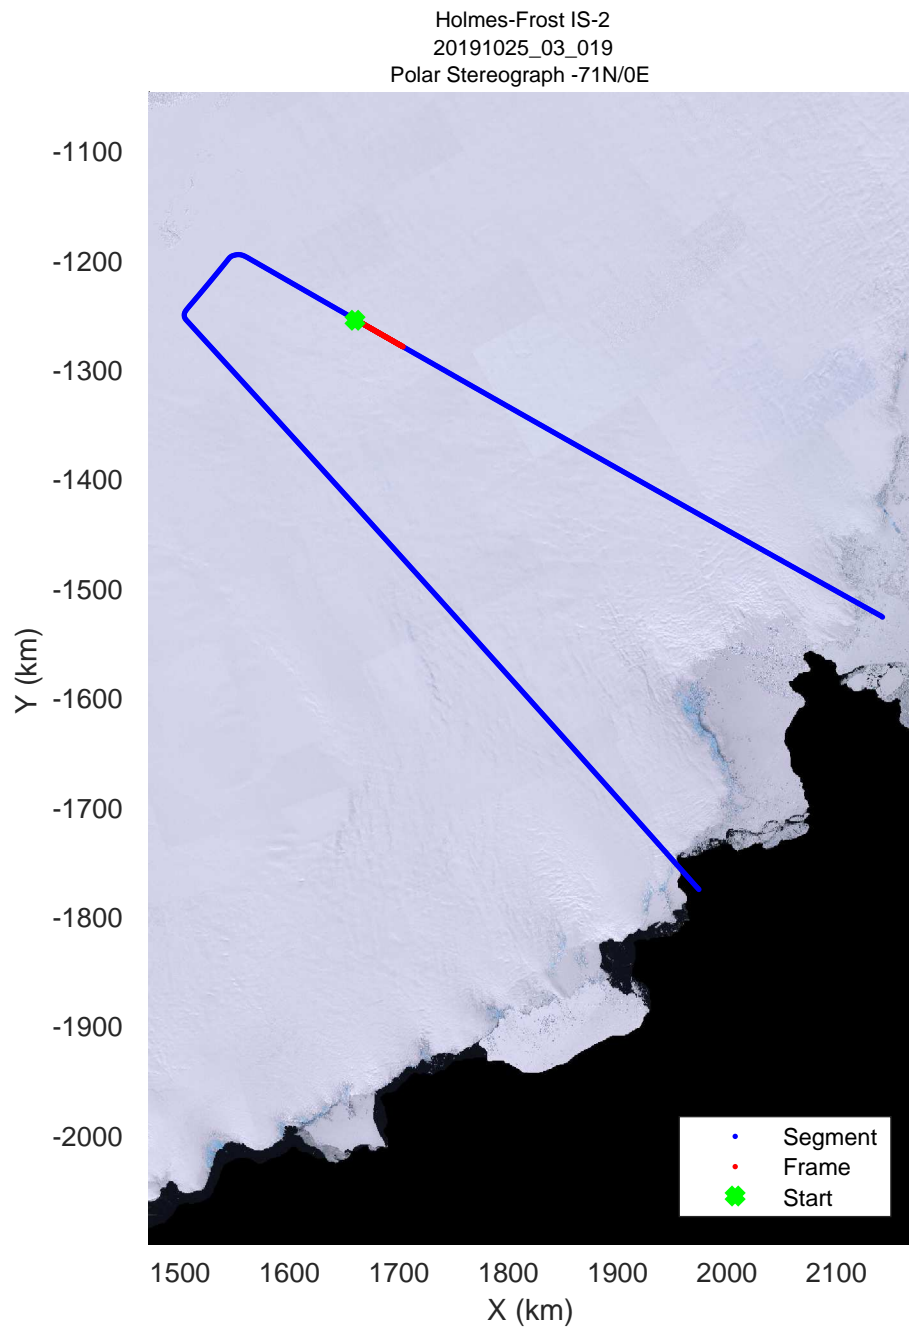 Holmes-Frost IS-2
20191025_03_019
Polar Stereograph -71N/0E
-1100
-1200
-1300
-1400
-1500
-1600
-1700
-1800
-1900
-2000
Y (km)
Segment
Frame
Start
1500 1600 1700 1800 1900 2000 2100
X (km)